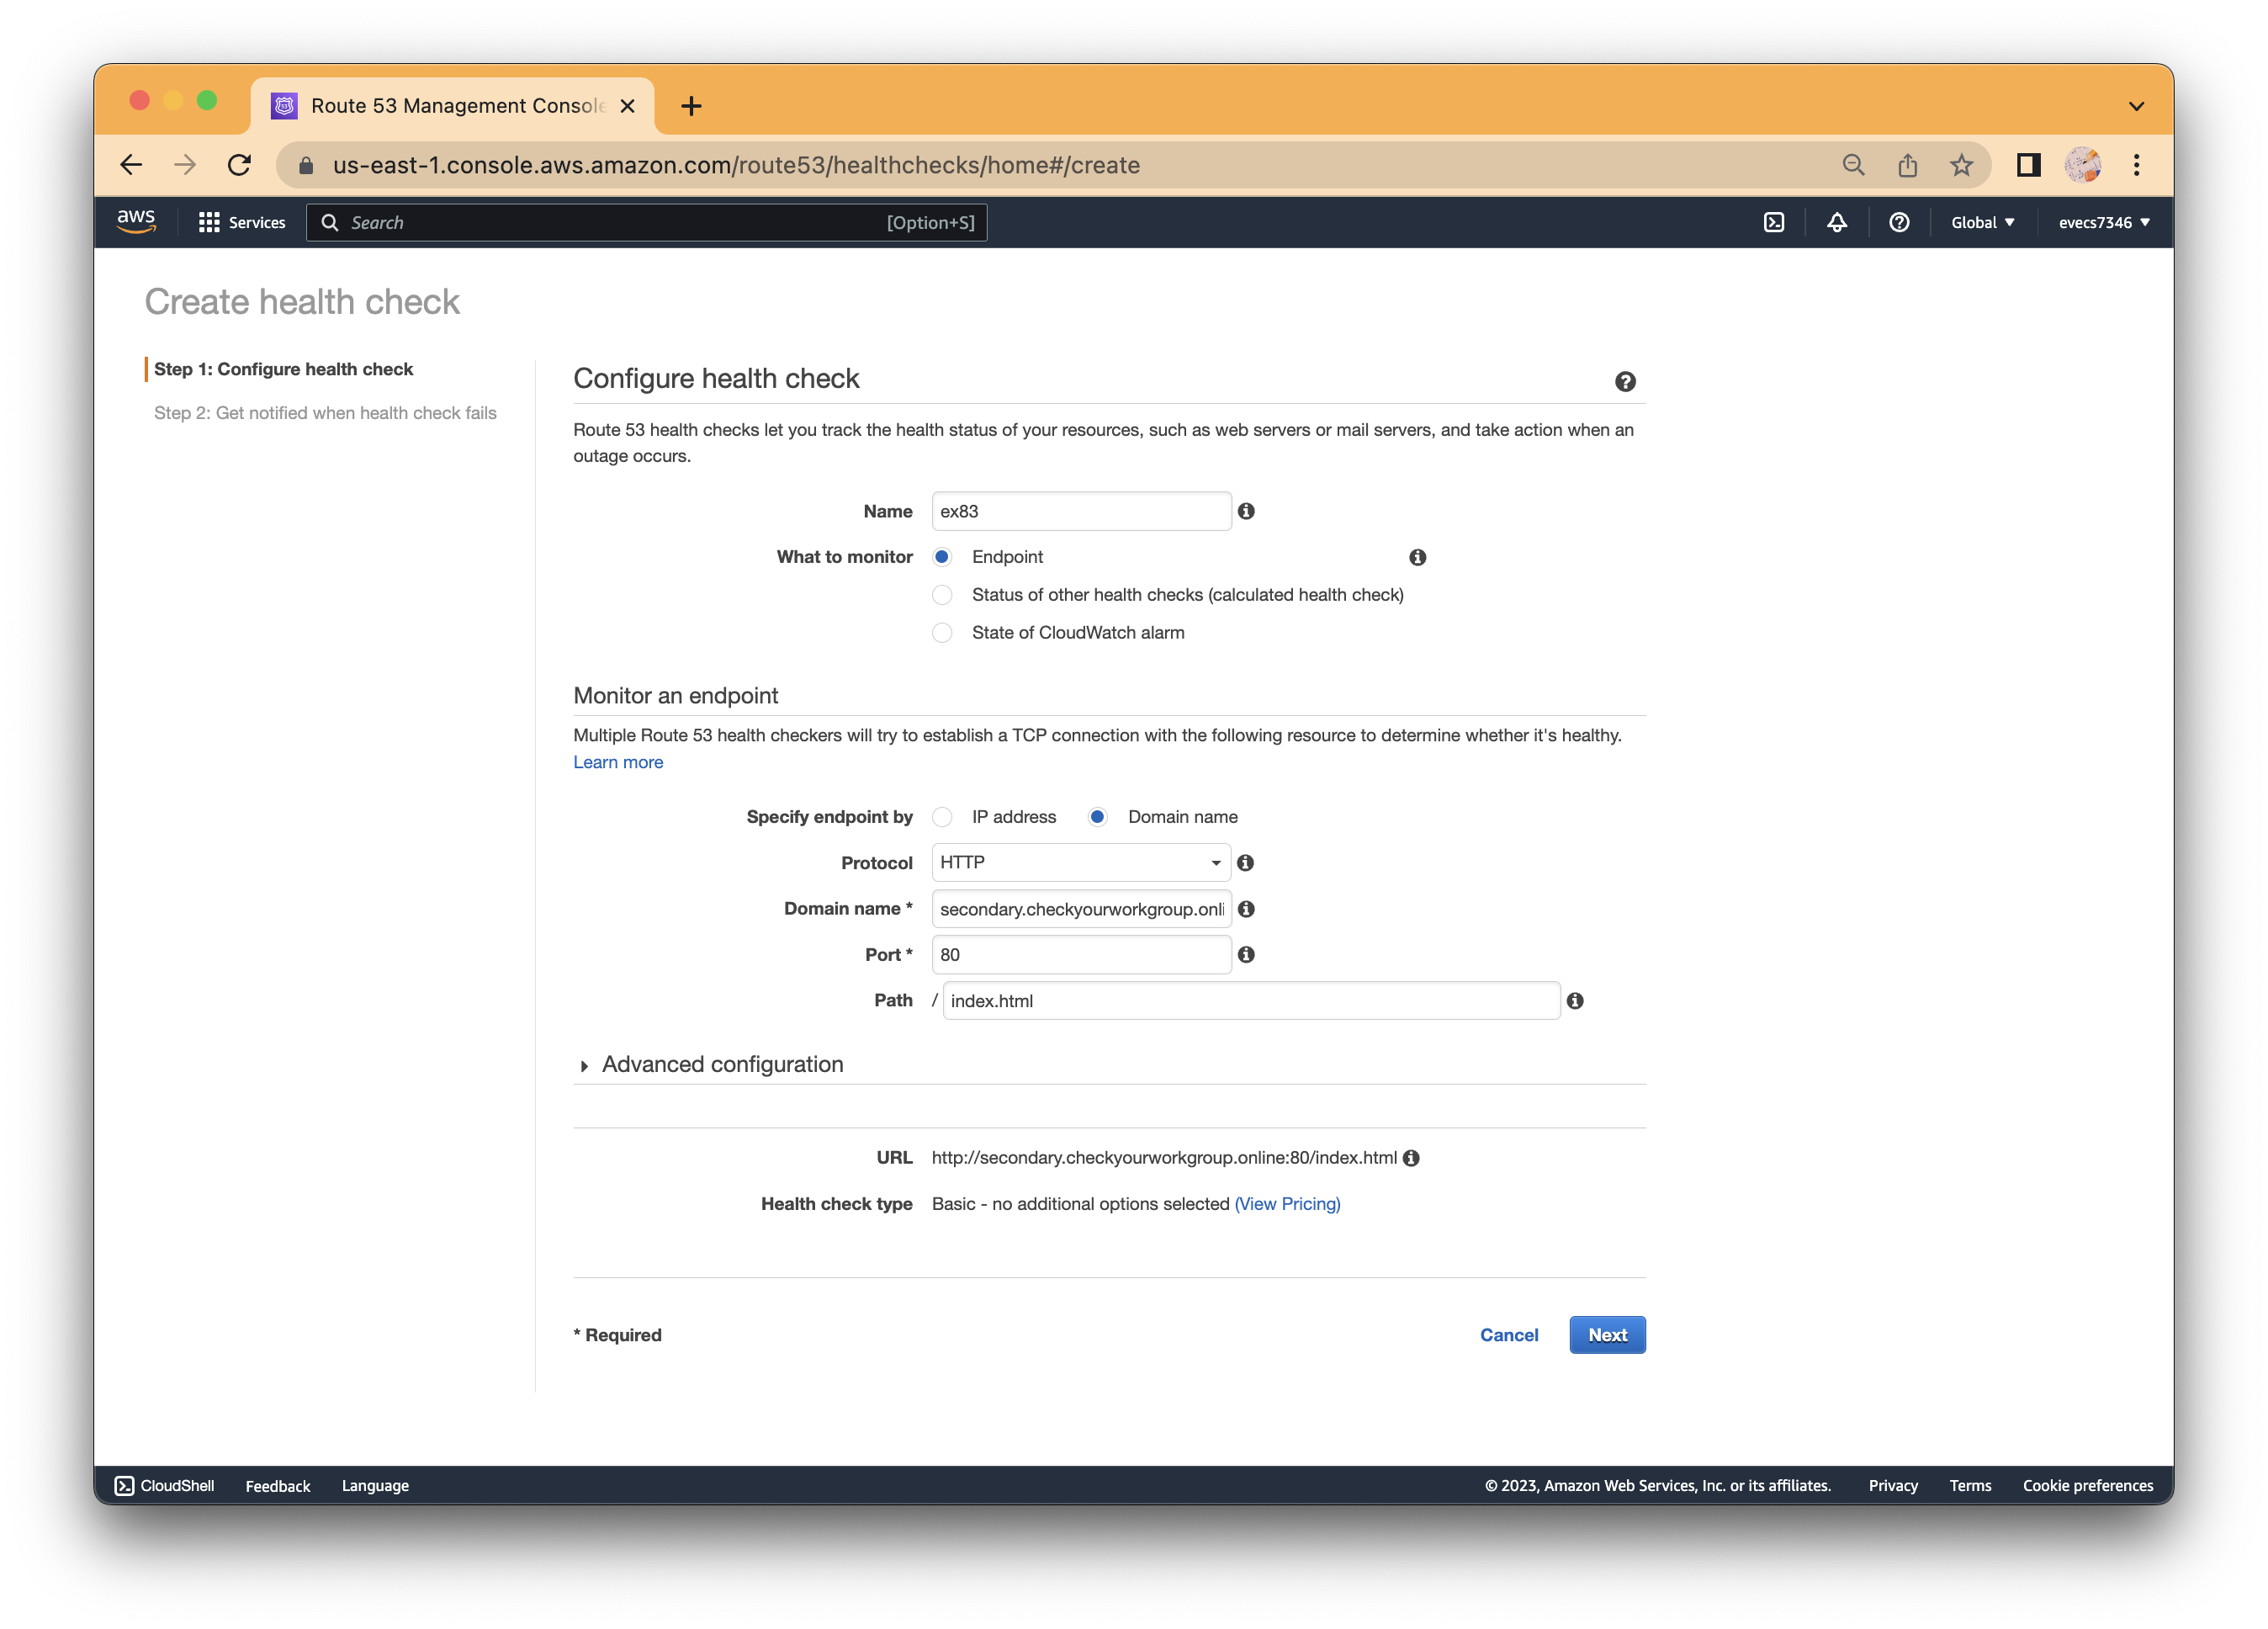 Route 53 Management Console
us-east-1.console.aws.amazon.com/route53/healthchecks/home#/create
aws
Services
Search
[Option+S]
Global
evecs7346
Create health check
Step 1: Configure health check
Step 2: Get notified when health check fails
Configure health check
Route 53 health checks let you track the health status of your resources, such as web servers or mail servers, and take action when an
outage occurs.
Name ex83
What to monitor Endpoint
Status of other health checks (calculated health check)
State of CloudWatch alarm
Monitor an endpoint
Multiple Route 53 health checkers will try to establish a TCP connection with the following resource to determine whether it's healthy.
Learn more
Specify endpoint by IP address Domain name
Protocol HTTP
Domain name * secondary.checkyourworkgroup.onli
Port * 80
Path / index.html
Advanced configuration
URL http://secondary.checkyourworkgroup.online:80/index.html
Health check type Basic - no additional options selected (View Pricing)
* Required Cancel Next
CloudShell Feedback Language © 2023, Amazon Web Services, Inc. or its affiliates. Privacy Terms Cookie preferences